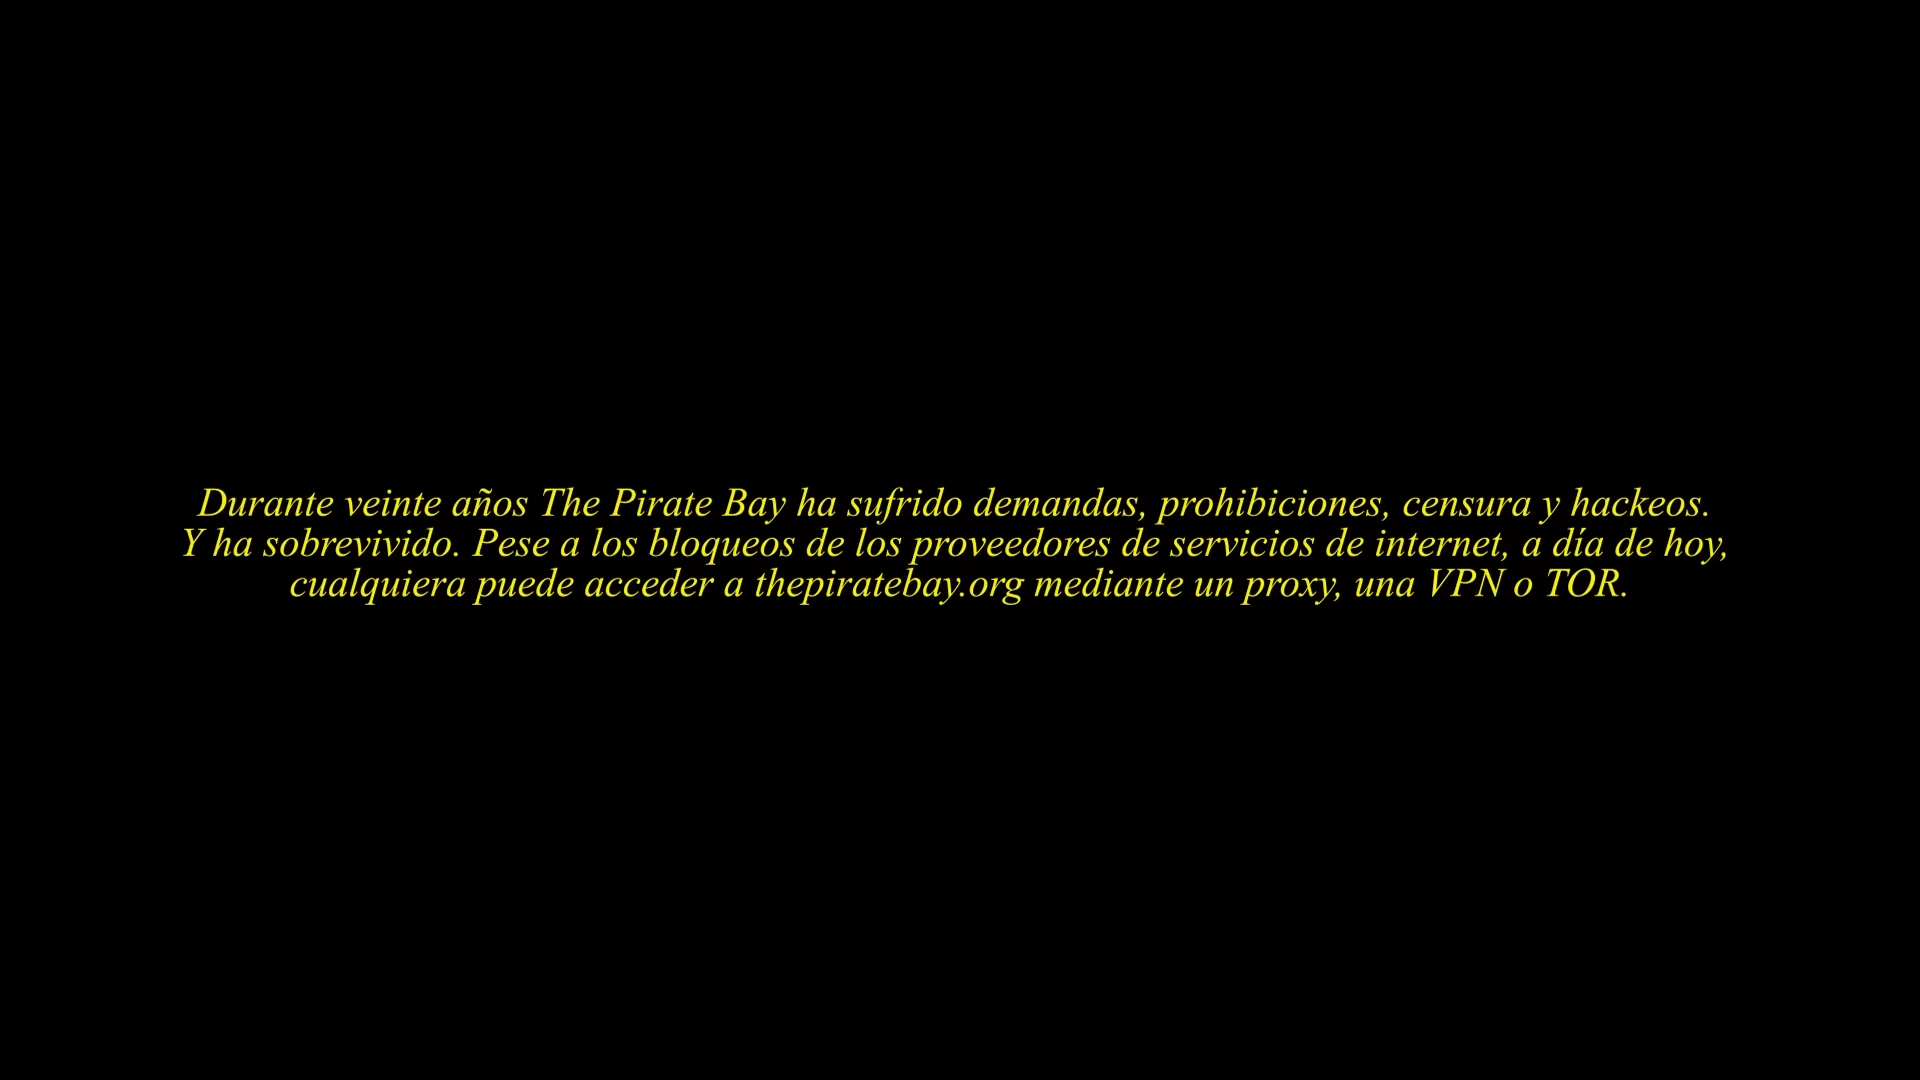 Durante veinte años The Pirate Bay ha sufrido demandas, prohibiciones, censura y hackeos.
Y ha sobrevivido. Pese a los bloqueos de los proveedores de servicios de internet, a día de hoy,
cualquiera puede acceder a thepiratebay.org mediante un proxy, una VPN o TOR.